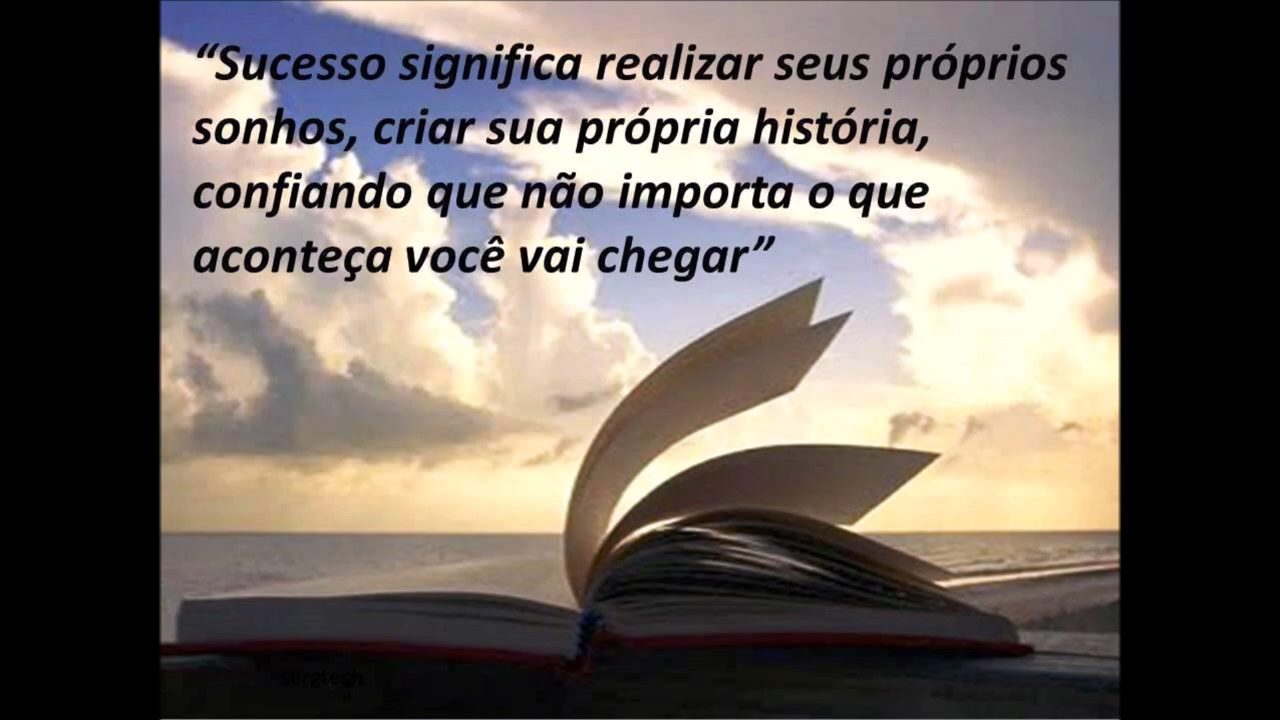 “Sucesso significa realizar seus próprios
sonhos, criar sua própria história,
confiando que não importa o que
aconteça você vai chegar”